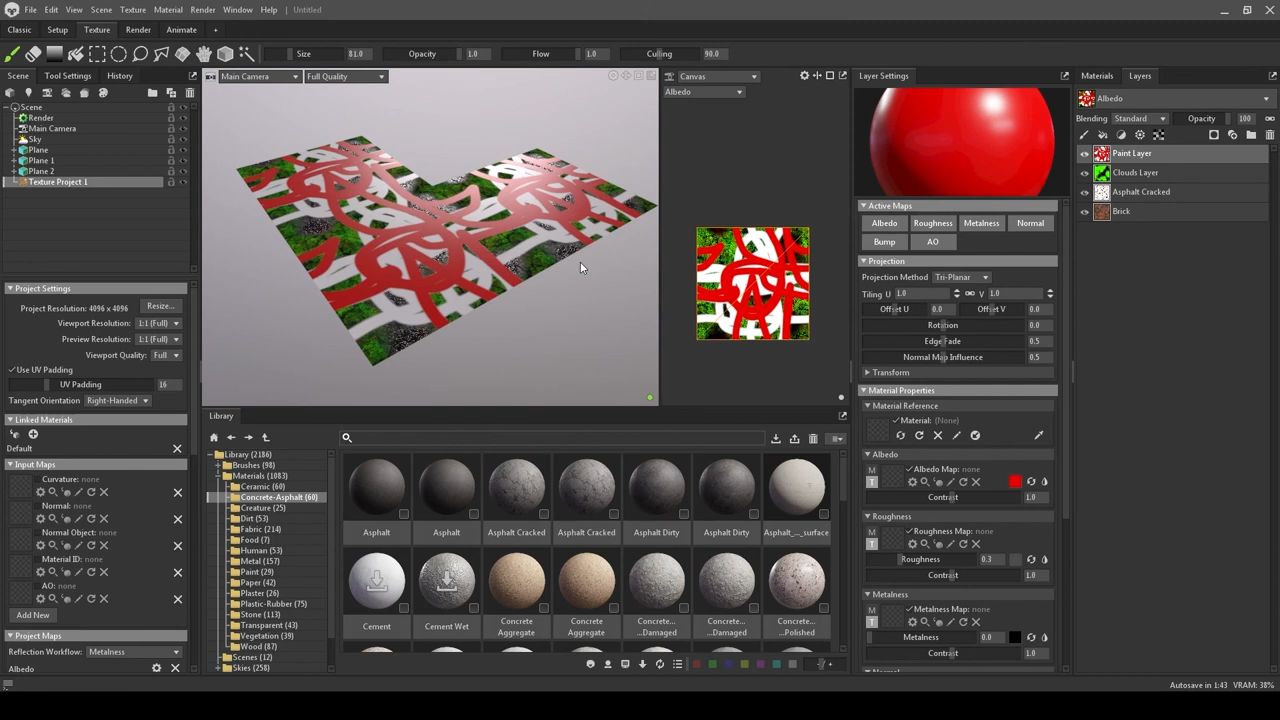 File Edit View Scene Texture Material Render Window Help Untitled
Classic Setup Texture Render Animate +
Size 81.0 Opacity 1.0 Flow 1.0 Culling 90.0
Scene Tool Settings History
Scene
Render
Main Camera
Sky
Plane
Plane 1
Plane 2
Texture Project 1
Project Settings
Project Resolution: 4096 x 4096 Resize...
Viewport Resolution: 1:1 (Full)
Preview Resolution: 1:1 (Full)
Viewport Quality: Full
Use UV Padding
UV Padding 16
Tangent Orientation Right-Handed
Linked Materials
Default
Input Maps
Curvature: none
Normal: none
Normal Object: none
Material ID: none
AO: none
Add New
Project Maps
Reflection Workflow: Metalness
Albedo
Main Camera Full Quality
Canvas
Albedo
Library
Library (2186)
Brushes (98)
Materials (1083)
Ceramic (60)
Concrete-Asphalt (60)
Creature (25)
Dirt (53)
Fabric (214)
Food (7)
Human (53)
Metal (157)
Paint (29)
Paper (42)
Plaster (26)
Plastic-Rubber (75)
Stone (113)
Transparent (43)
Vegetation (39)
Wood (87)
Scenes (12)
Skies (258)
Asphalt Asphalt Asphalt Cracked Asphalt Cracked Asphalt Dirty Asphalt Dirty Asphalt_..._surface
Cement Cement Wet Concrete Aggregate Concrete Aggregate Concrete... ...Damaged Concrete... ...Damaged Concrete... ...Polished
Layer Settings
Active Maps
Albedo Roughness Metalness Normal
Bump AO
Projection
Projection Method Tri-Planar
Tiling U 1.0 V 1.0
Offset U 0.0 Offset V 0.0
Rotation 0.0
Edge Fade 0.5
Normal Map Influence 0.5
Transform
Material Properties
Material Reference
Material: (None)
Albedo
M Albedo Map: none
T
Contrast 1.0
Roughness
M Roughness Map: none
T
Roughness 0.3
Contrast 1.0
Metalness
M Metalness Map: none
T
Metalness 0.0
Contrast 1.0
Materials Layers
Albedo
Blending Standard Opacity 100
Paint Layer
Clouds Layer
Asphalt Cracked
Brick
Autosave in 1:43 VRAM: 38%